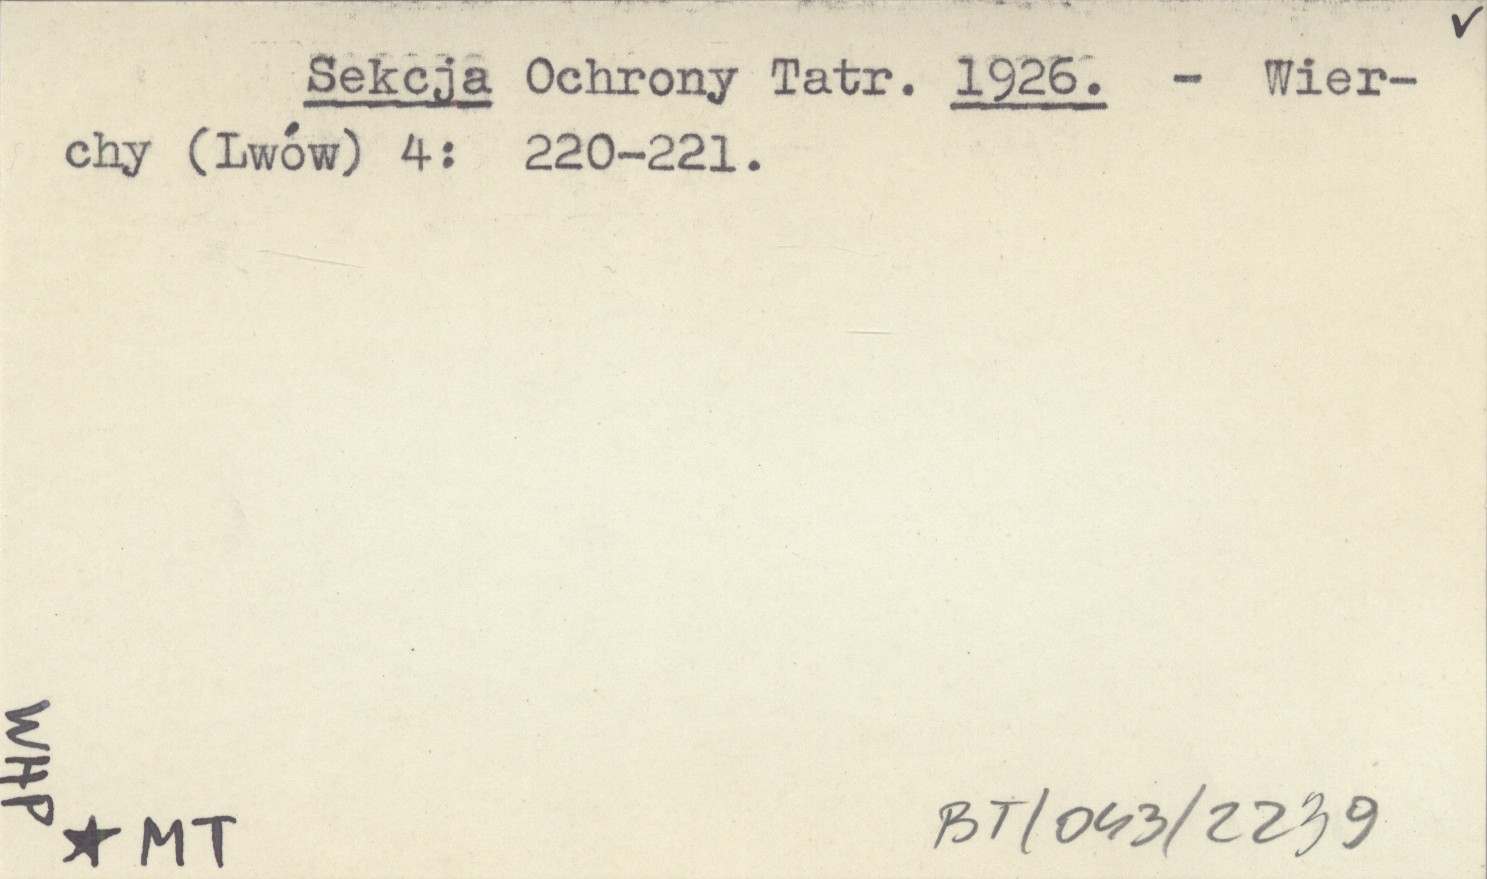 ✓
Sekcja Ochrony Tatr. 1926. - Wier-
chy (Lwów) 4: 220-221.
WHP
★ MT
BT/043/2239